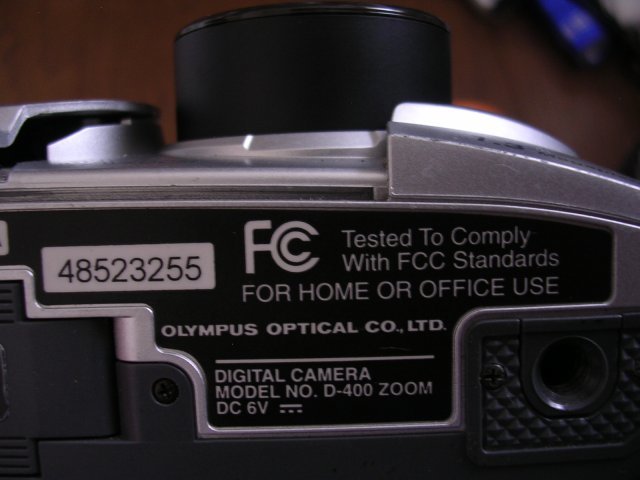 48523255
FC Tested To Comply
With FCC Standards
FOR HOME OR OFFICE USE
OLYMPUS OPTICAL CO., LTD.
DIGITAL CAMERA
MODEL NO. D-400 ZOOM
DC 6V